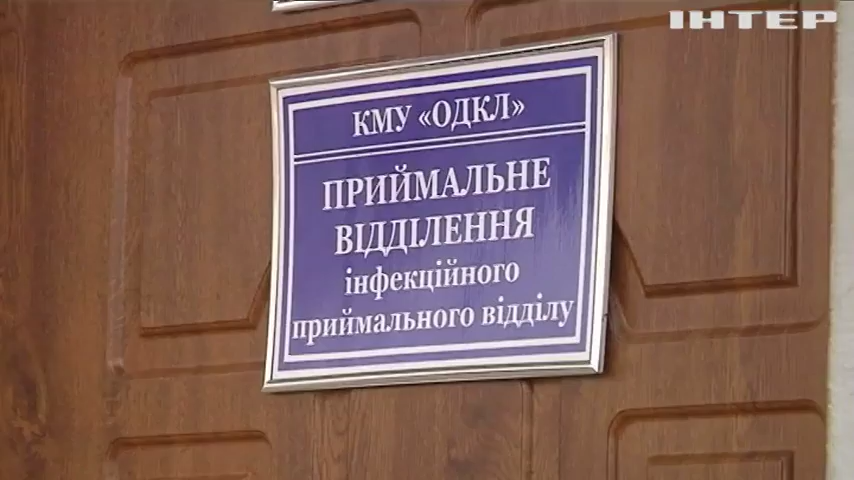 ІНТЕР
КМУ «ОДКЛ»
ПРИЙМАЛЬНЕ
ВІДДІЛЕННЯ
інфекційного
приймального відділу